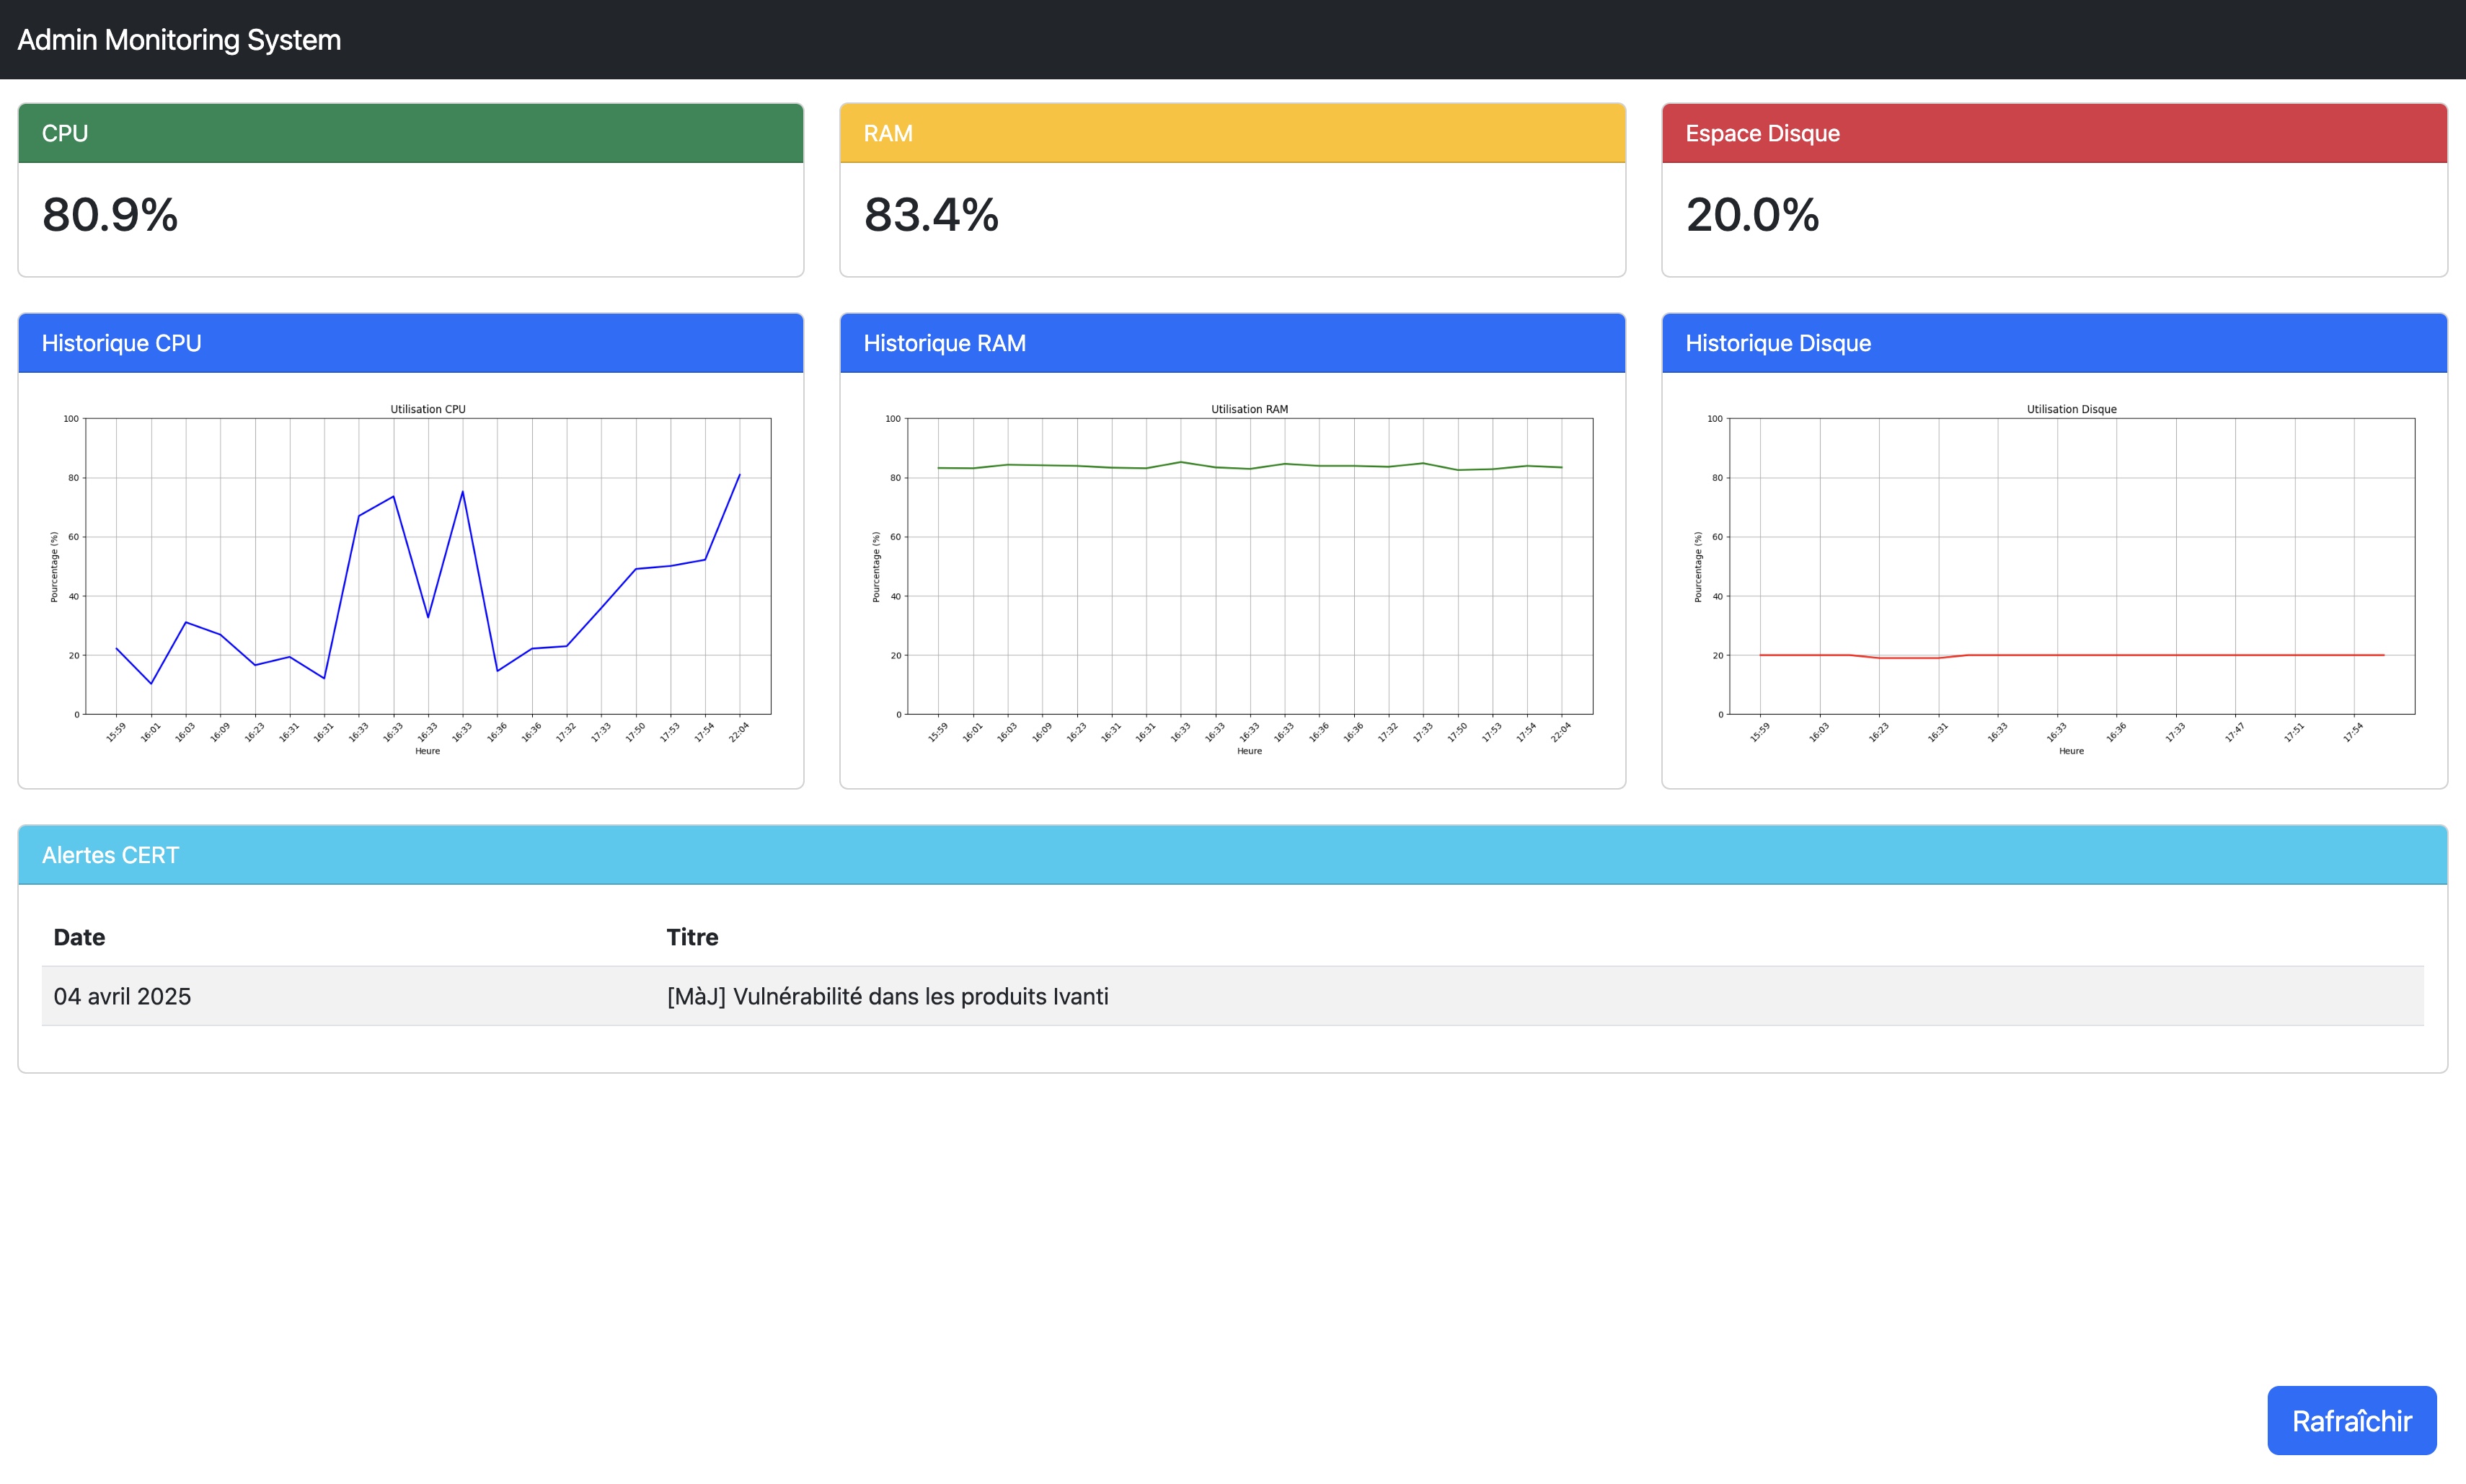 Admin Monitoring System
CPU
80.9%
RAM
83.4%
Espace Disque
20.0%
Historique CPU
Utilisation CPU
100
80
60
40
20
0
Pourcentage (%)
15:59 16:01 16:03 16:09 16:23 16:31 16:31 16:33 16:33 16:33 16:33 16:36 16:36 17:32 17:33 17:50 17:53 17:54 22:04
Heure
Historique RAM
Utilisation RAM
100
80
60
40
20
0
Pourcentage (%)
15:59 16:01 16:03 16:09 16:23 16:31 16:31 16:33 16:33 16:33 16:33 16:36 16:36 17:32 17:33 17:50 17:53 17:54 22:04
Heure
Historique Disque
Utilisation Disque
100
80
60
40
20
0
Pourcentage (%)
15:59 16:03 16:23 16:31 16:33 16:33 16:36 17:33 17:47 17:51 17:54
Heure
Alertes CERT
Date Titre
04 avril 2025 [MàJ] Vulnérabilité dans les produits Ivanti
Rafraîchir